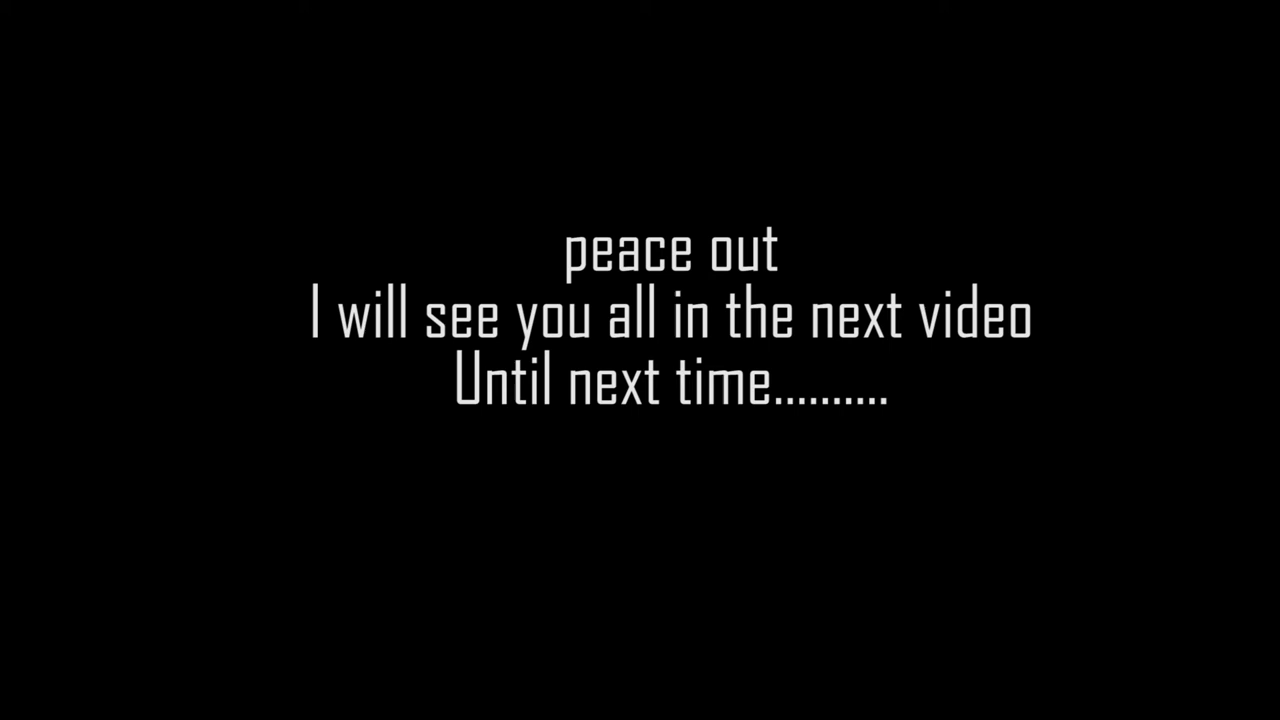 peace out
I will see you all in the next video
Until next time..........